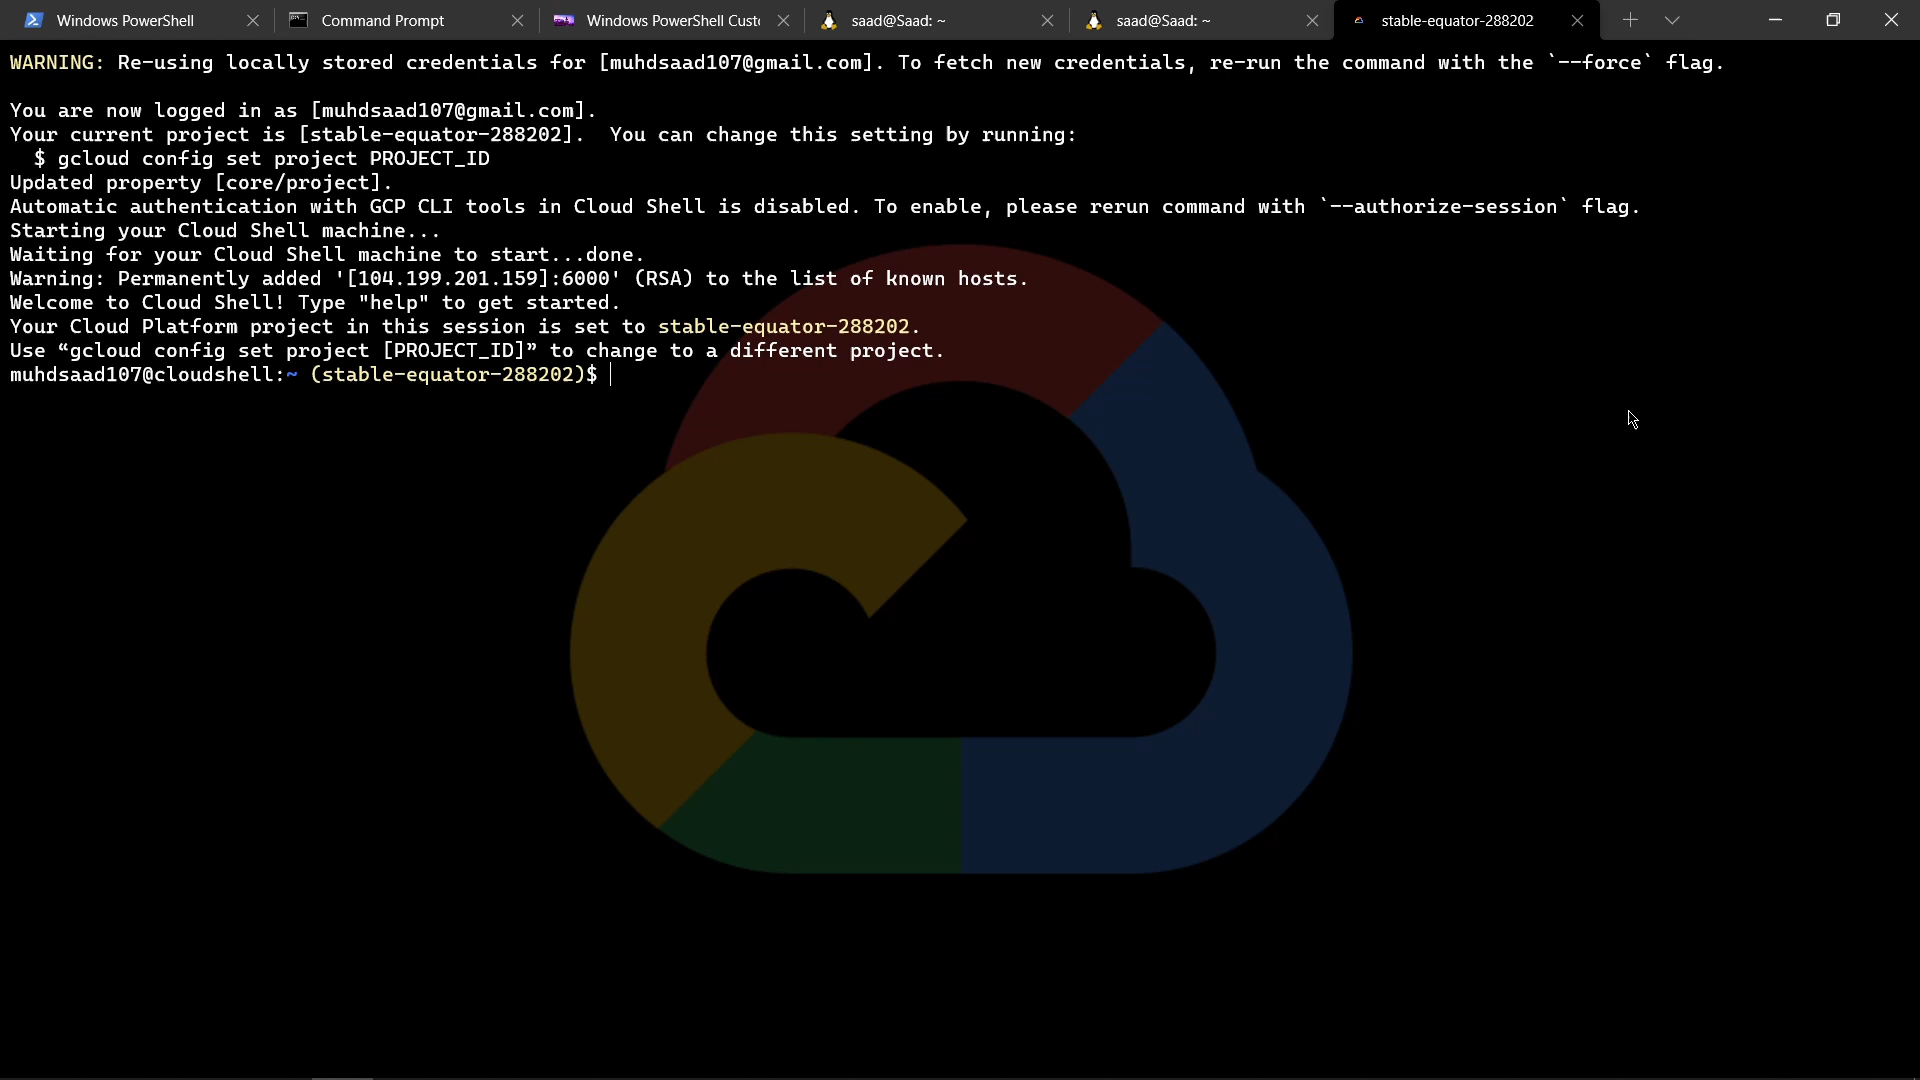 Windows PowerShell
Command Prompt
Windows PowerShell Custo
saad@Saad: ~
saad@Saad: ~
stable-equator-288202
WARNING: Re-using locally stored credentials for [muhdsaad107@gmail.com]. To fetch new credentials, re-run the command with the `--force` flag.
You are now logged in as [muhdsaad107@gmail.com].
Your current project is [stable-equator-288202].  You can change this setting by running:
  $ gcloud config set project PROJECT_ID
Updated property [core/project].
Automatic authentication with GCP CLI tools in Cloud Shell is disabled. To enable, please rerun command with `--authorize-session` flag.
Starting your Cloud Shell machine...
Waiting for your Cloud Shell machine to start...done.
Warning: Permanently added '[104.199.201.159]:6000' (RSA) to the list of known hosts.
Welcome to Cloud Shell! Type "help" to get started.
Your Cloud Platform project in this session is set to stable-equator-288202.
Use “gcloud config set project [PROJECT_ID]” to change to a different project.
muhdsaad107@cloudshell:~ (stable-equator-288202)$